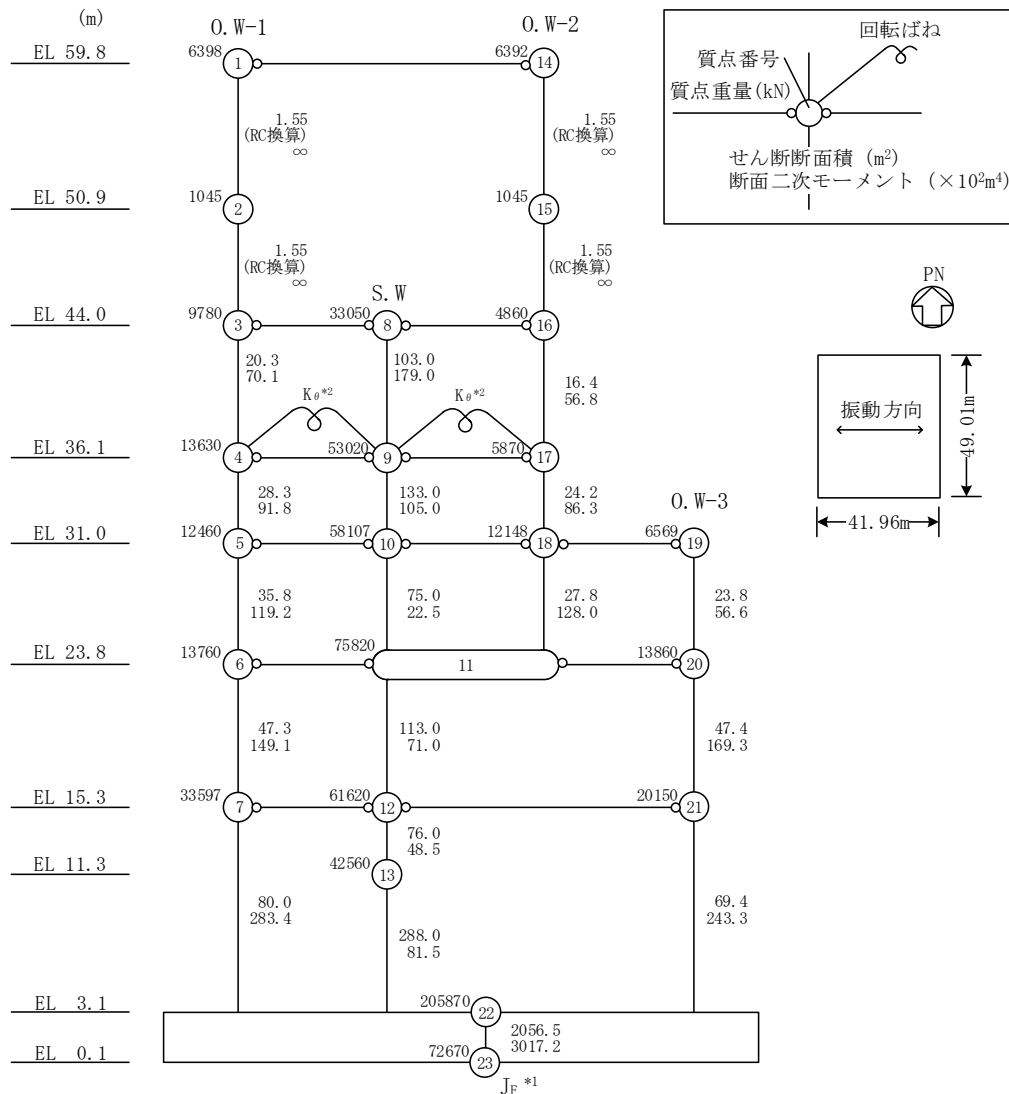 (m)
O.W-1
O.W-2
EL 59.8
6398
1
6392
14
1.55
(RC換算)
∞
1.55
(RC換算)
∞
EL 50.9
1045
2
1045
15
1.55
(RC換算)
∞
1.55
(RC換算)
∞
S.W
EL 44.0
9780
3
33050
8
4860
16
20.3
70.1
103.0
179.0
16.4
56.8
Kθ*2
Kθ*2
EL 36.1
13630
4
53020
9
5870
17
28.3
91.8
133.0
105.0
24.2
86.3
O.W-3
EL 31.0
12460
5
58107
10
12148
18
6569
19
35.8
119.2
75.0
22.5
27.8
128.0
23.8
56.6
EL 23.8
13760
6
75820
11
13860
20
47.3
149.1
113.0
71.0
47.4
169.3
EL 15.3
33597
7
61620
12
20150
21
76.0
48.5
EL 11.3
42560
13
80.0
283.4
288.0
81.5
69.4
243.3
EL 3.1
205870
22
2056.5
3017.2
EL 0.1
72670
23
JE *1
回転ばね
質点番号
質点重量(kN)
せん断断面積 (m²)
断面二次モーメント (×10²m⁴)
PN
振動方向
49.01m
41.96m